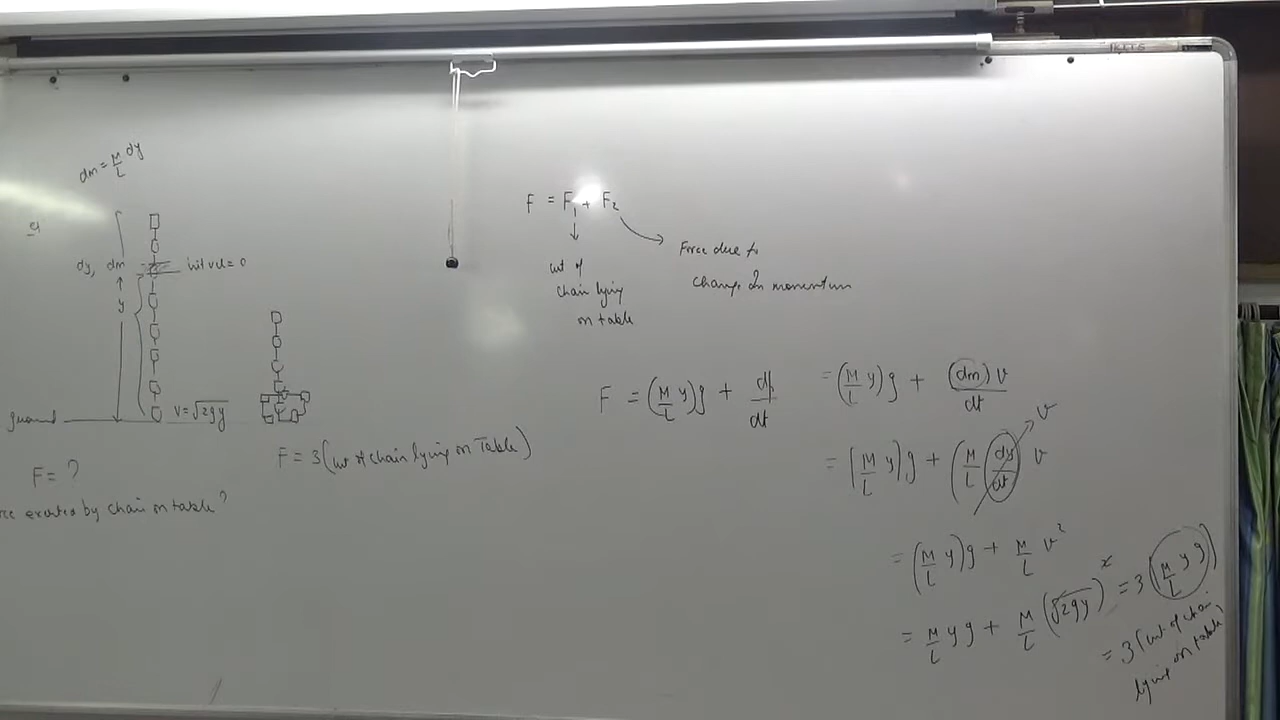 dm = M/L dy
eg
dy, dm
init vel = 0
y
ground
V = √2gy
F = ?
exerted by chain on table?
F = 3(wt of chain lying on Table)
F = F₁ + F₂
wt of
chain lying
on table
Force due to
change in momentum
F = (M/L y)g + dp/dt
= (M/L y)g + (dm)v/dt
= (M/L y)g + (M/L dy/dt) v
v
= (M/L y)g + M/L v²
= M/L yg + M/L (√2gy)² = 3(M/L yg)
= 3(wt of chain
lying on table)